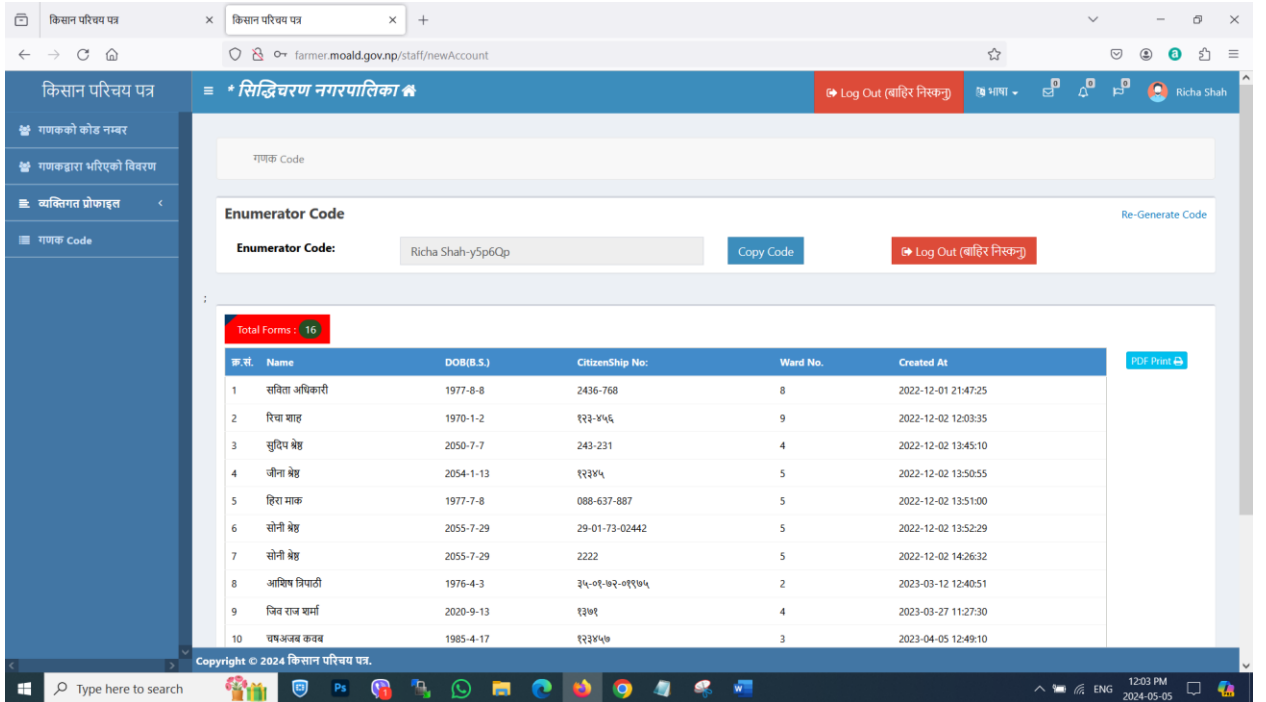 किसान परिचय पत्र × किसान परिचय पत्र × +
farmer.moald.gov.np/staff/newAccount
किसान परिचय पत्र ≡ * सिद्धिचरण नगरपालिका Log Out (बाहिर निस्कनु) भाषा 0 0 0 Richa Shah
गणकको कोड नम्बर
गणक Code
गणकद्वारा भरिएको विवरण
व्यक्तिगत प्रोफाइल <
Enumerator Code Re-Generate Code
गणक Code
Enumerator Code: Richa Shah-y5p6Qp Copy Code Log Out (बाहिर निस्कनु)
;
Total Forms : 16
क्र.सं. Name DOB(B.S.) CitizenShip No: Ward No. Created At PDF Print
1 सविता अधिकारी 1977-8-8 2436-768 8 2022-12-01 21:47:25
2 रिचा शाह 1970-1-2 १२३-४५६ 9 2022-12-02 12:03:35
3 सुदिप श्रेष्ठ 2050-7-7 243-231 4 2022-12-02 13:45:10
4 जीना श्रेष्ठ 2054-1-13 १२३४५ 5 2022-12-02 13:50:55
5 हिरा माक 1977-7-8 088-637-887 5 2022-12-02 13:51:00
6 सोनी श्रेष्ठ 2055-7-29 29-01-73-02442 5 2022-12-02 13:52:29
7 सोनी श्रेष्ठ 2055-7-29 2222 5 2022-12-02 14:26:32
8 आशिष त्रिपाठी 1976-4-3 ३५-०१-७२-०१९७५ 2 2023-03-12 12:40:51
9 जिव राज शर्मा 2020-9-13 १३७१ 4 2023-03-27 11:27:30
10 चषअजब कवब 1985-4-17 १२३४५७ 3 2023-04-05 12:49:10
Copyright © 2024 किसान परिचय पत्र.
Type here to search Ps W ENG 12:03 PM
2024-05-05